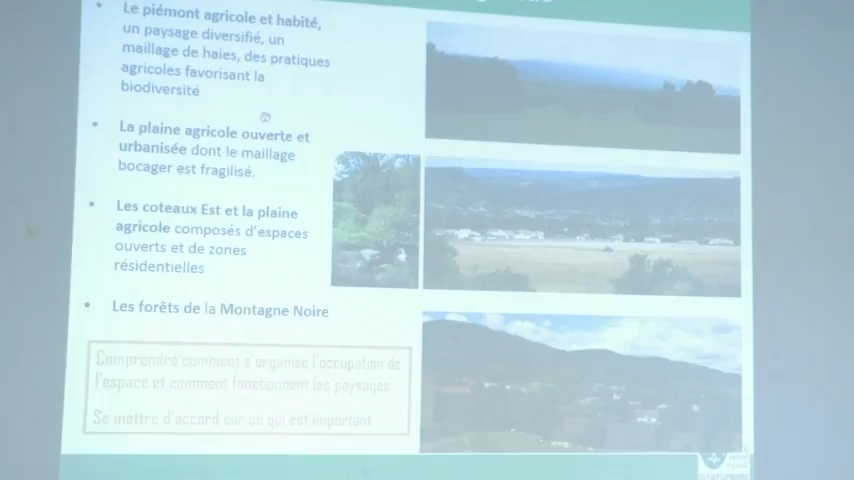 • Le piémont agricole et habité,
un paysage diversifié, un
maillage de haies, des pratiques
agricoles favorisant la
biodiversité
• La plaine agricole ouverte et
urbanisée dont le maillage
bocager est fragilisé.
• Les coteaux Est et la plaine
agricole composés d'espaces
ouverts et de zones
résidentielles
• Les forêts de la Montagne Noire
Comprendre comment s'organise l'occupation de
l'espace et comment fonctionnent les paysages
Se mettre d'accord sur ce qui est important